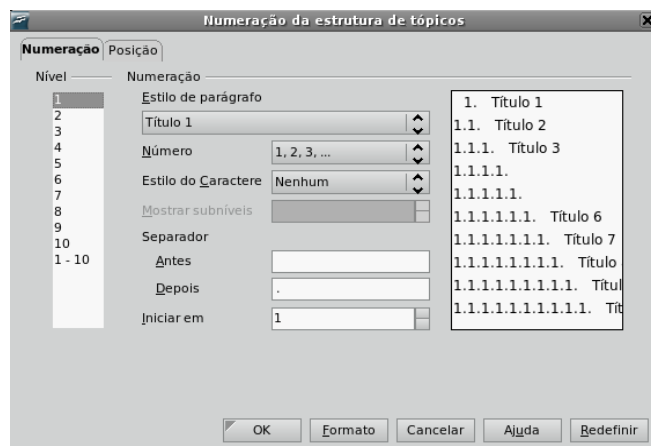 Numeração da estrutura de tópicos
Numeração Posição
Nível
1
2
3
4
5
6
7
8
9
10
1 - 10
Numeração
Estilo de parágrafo
Título 1
Número 1, 2, 3, ...
Estilo do Caractere Nenhum
Mostrar subníveis
Separador
Antes
Depois .
Iniciar em 1
1. Título 1
1.1. Título 2
1.1.1. Título 3
1.1.1.1.
1.1.1.1.1.
1.1.1.1.1.1. Título 6
1.1.1.1.1.1.1. Título 7
1.1.1.1.1.1.1.1. Título
1.1.1.1.1.1.1.1.1. Títul
1.1.1.1.1.1.1.1.1.1. Tít
OK Formato Cancelar Ajuda Redefinir